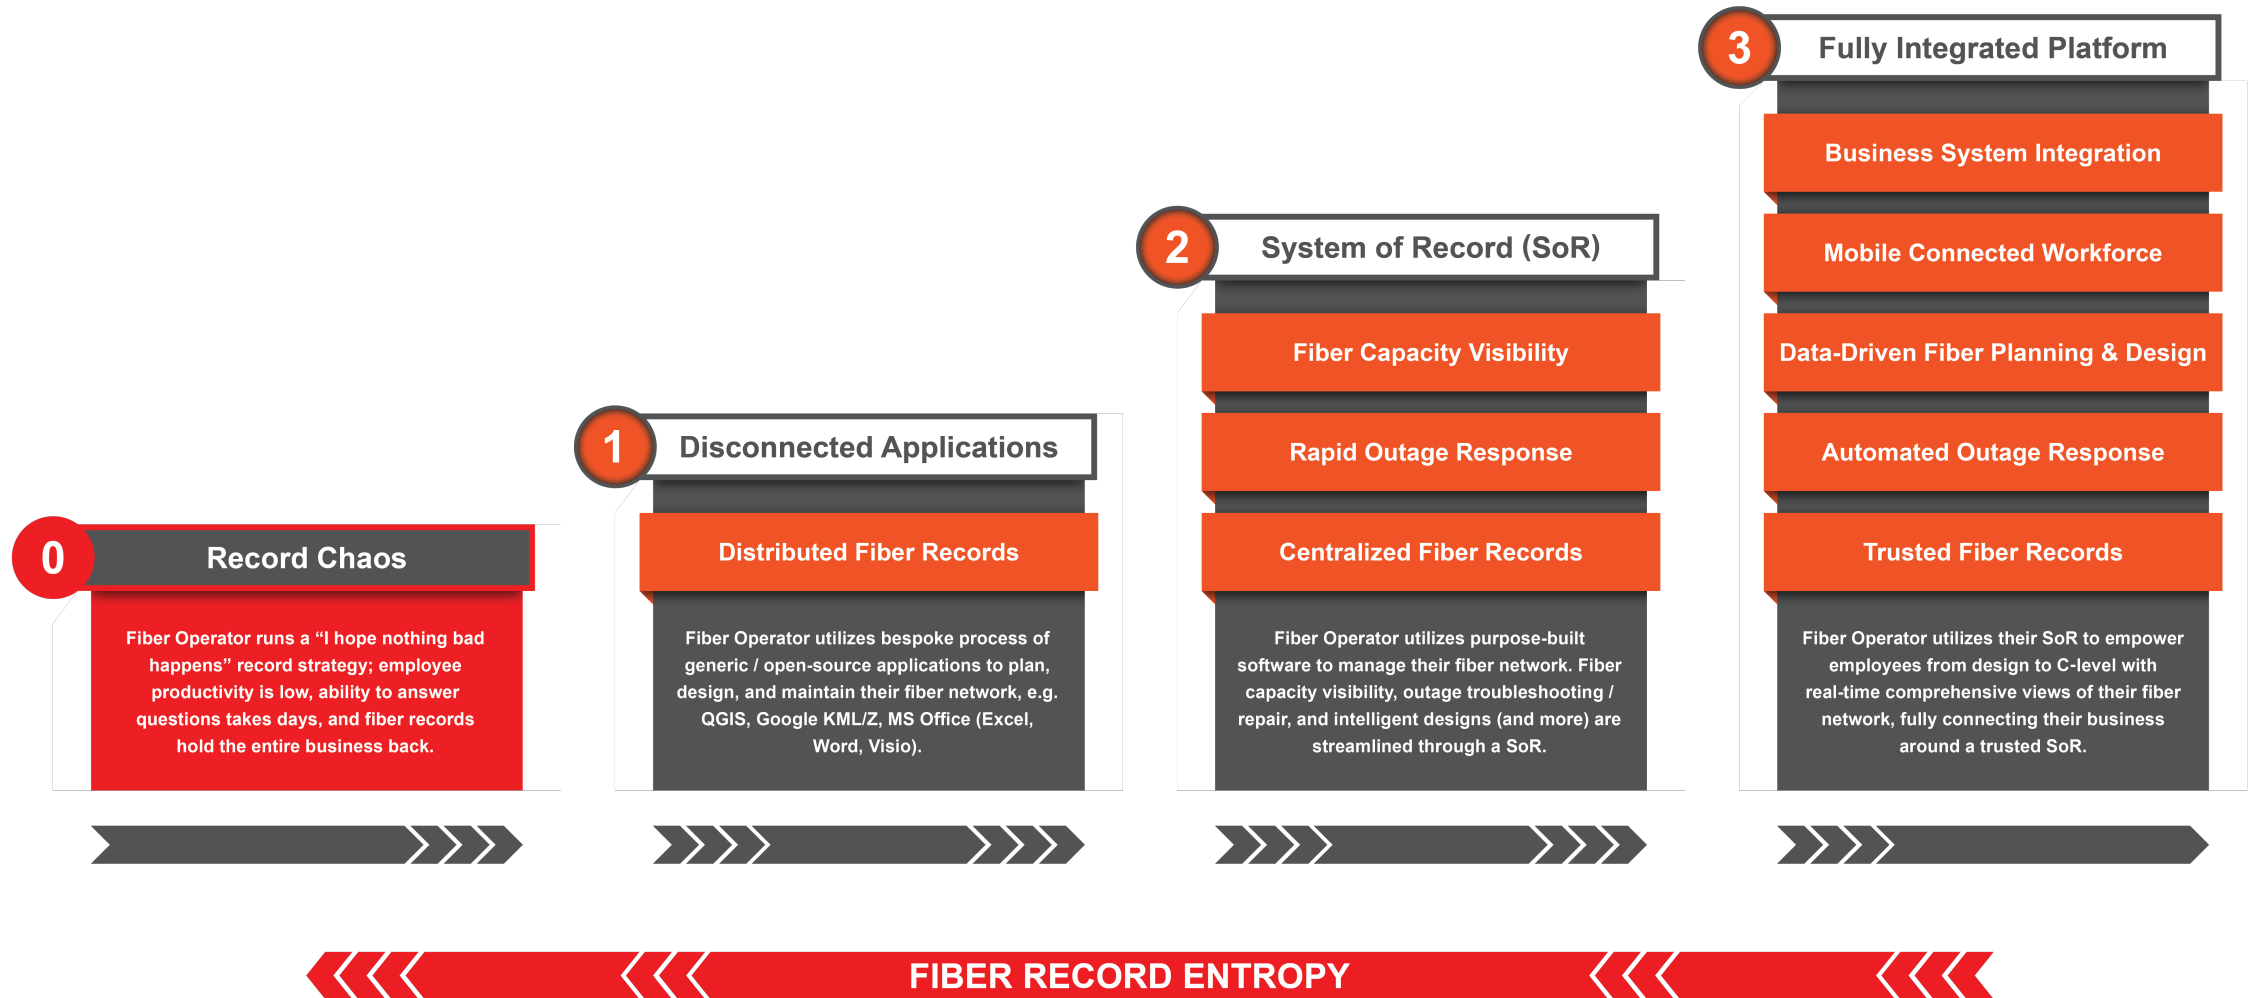 0
Record Chaos
Fiber Operator runs a “I hope nothing bad
happens” record strategy; employee
productivity is low, ability to answer
questions takes days, and fiber records
hold the entire business back.
1
Disconnected Applications
Distributed Fiber Records
Fiber Operator utilizes bespoke process of
generic / open-source applications to plan,
design, and maintain their fiber network, e.g.
QGIS, Google KML/Z, MS Office (Excel,
Word, Visio).
2
System of Record (SoR)
Fiber Capacity Visibility
Rapid Outage Response
Centralized Fiber Records
Fiber Operator utilizes purpose-built
software to manage their fiber network. Fiber
capacity visibility, outage troubleshooting /
repair, and intelligent designs (and more) are
streamlined through a SoR.
3
Fully Integrated Platform
Business System Integration
Mobile Connected Workforce
Data-Driven Fiber Planning & Design
Automated Outage Response
Trusted Fiber Records
Fiber Operator utilizes their SoR to empower
employees from design to C-level with
real-time comprehensive views of their fiber
network, fully connecting their business
around a trusted SoR.
FIBER RECORD ENTROPY